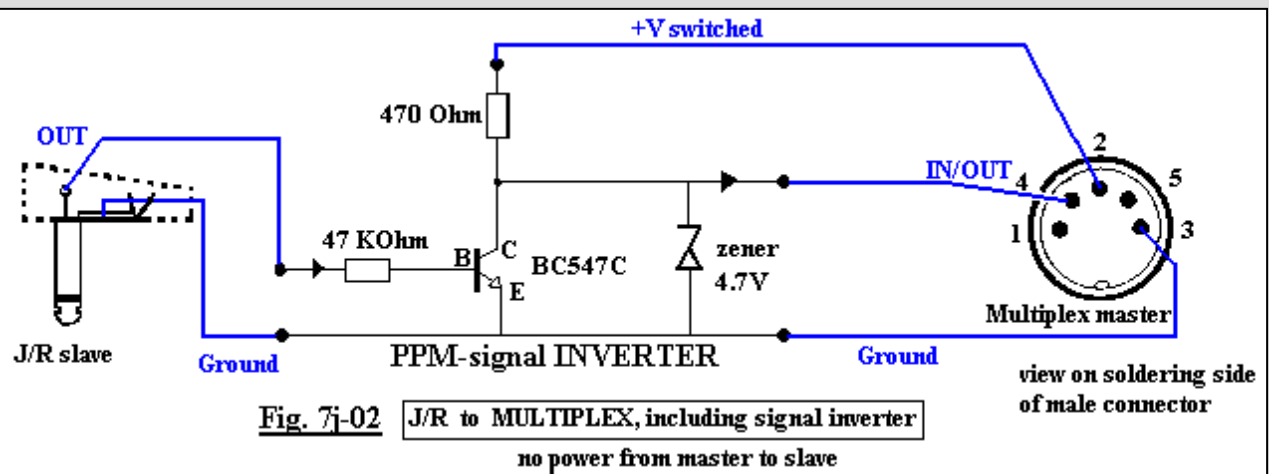 +V switched
470 Ohm
OUT
2
IN/OUT
4
5
47 KOhm
B
C
BC547C
zener
4.7V
1
3
E
Multiplex master
J/R slave
Ground
PPM-signal INVERTER
Ground
view on soldering side
of male connector
Fig. 7j-02
J/R to MULTIPLEX, including signal inverter
no power from master to slave